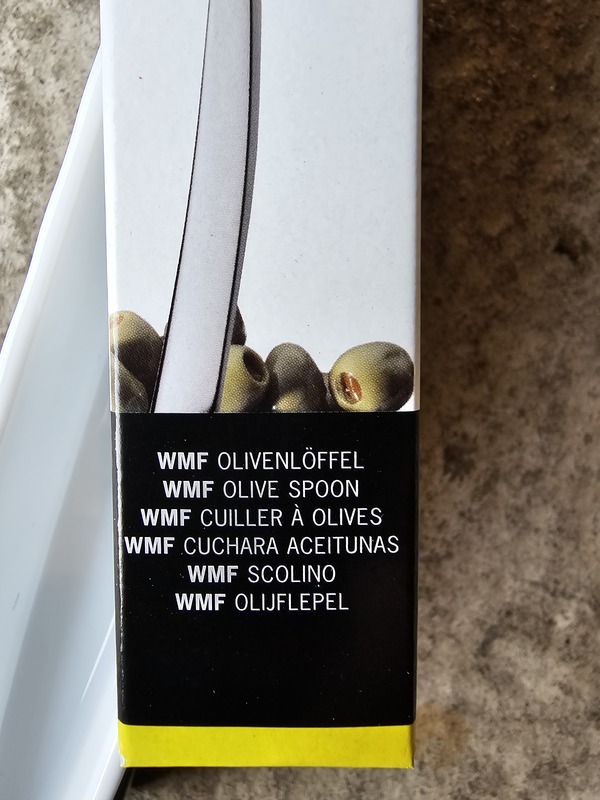 WMF OLIVENLÖFFEL
WMF OLIVE SPOON
WMF CUILLER À OLIVES
WMF CUCHARA ACEITUNAS
WMF SCOLINO
WMF OLIJFLEPEL